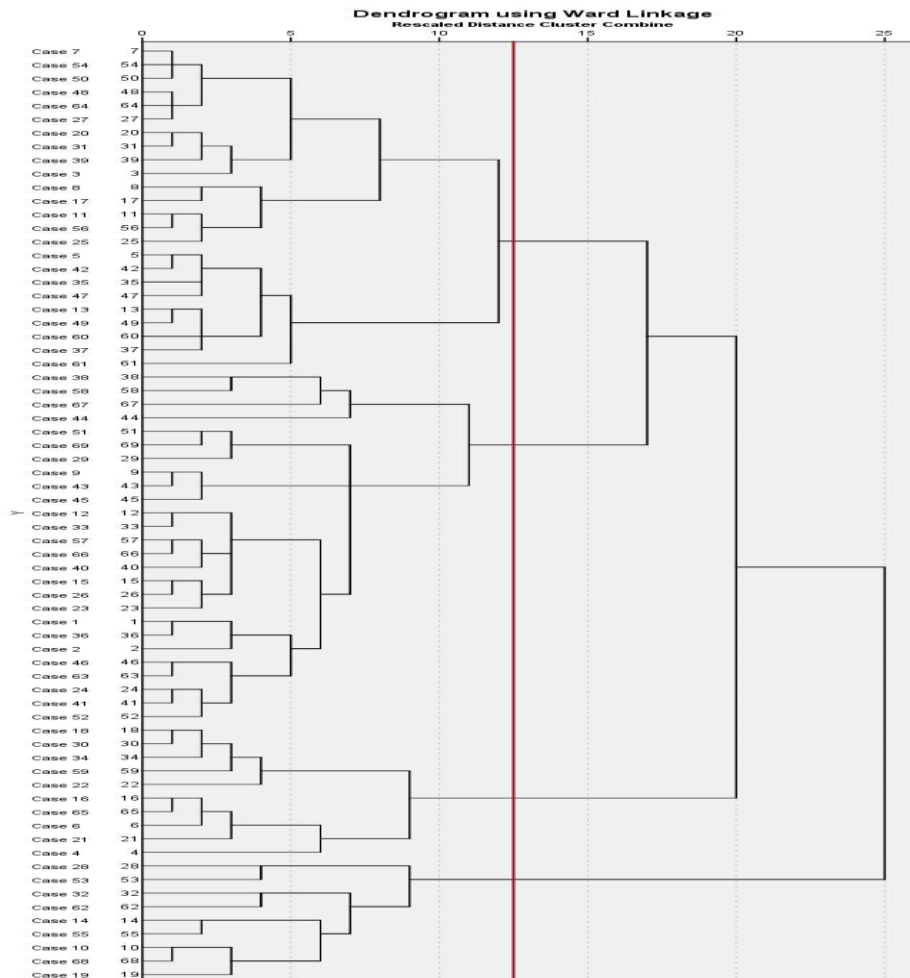 Dendrogram using Ward Linkage
Rescaled Distance Cluster Combine
0 5 10 15 20 25
Case 7 7
Case 54 54
Case 50 50
Case 48 48
Case 64 64
Case 27 27
Case 20 20
Case 31 31
Case 39 39
Case 3 3
Case 8 8
Case 17 17
Case 11 11
Case 56 56
Case 25 25
Case 5 5
Case 42 42
Case 35 35
Case 47 47
Case 13 13
Case 49 49
Case 60 60
Case 37 37
Case 61 61
Case 38 38
Case 58 58
Case 67 67
Case 44 44
Case 51 51
Case 69 69
Case 29 29
Case 9 9
Case 43 43
Case 45 45
Y Case 12 12
Case 33 33
Case 57 57
Case 66 66
Case 40 40
Case 15 15
Case 26 26
Case 23 23
Case 1 1
Case 36 36
Case 2 2
Case 46 46
Case 63 63
Case 24 24
Case 41 41
Case 52 52
Case 18 18
Case 30 30
Case 34 34
Case 59 59
Case 22 22
Case 16 16
Case 65 65
Case 6 6
Case 21 21
Case 4 4
Case 28 28
Case 53 53
Case 32 32
Case 62 62
Case 14 14
Case 55 55
Case 10 10
Case 68 68
Case 19 19